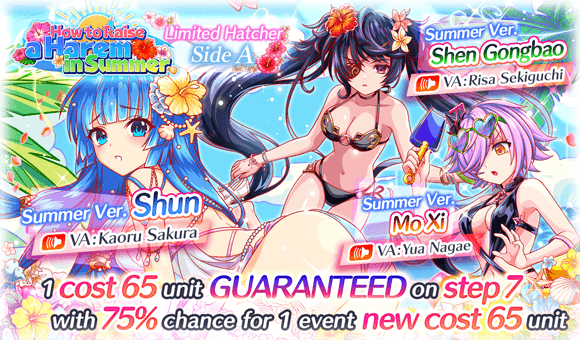 How to Raise
a Harem
in Summer
Limited Hatcher
Side A
Summer Ver.
Shen Gongbao
VA:Risa Sekiguchi
Summer Ver. Shun
VA:Kaoru Sakura
Summer Ver.
Mo Xi
VA:Yua Nagae
1 cost 65 unit GUARANTEED on step 7
with 75% chance for 1 event new cost 65 unit